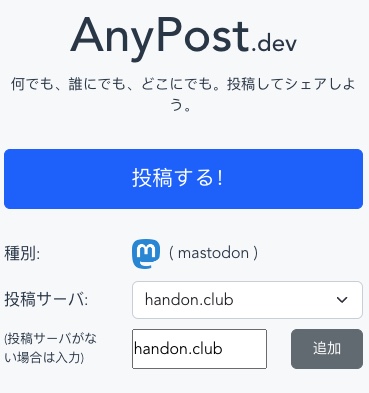 AnyPost.dev
何でも、誰にでも、どこにでも。投稿してシェアしよ
う。
投稿する!
種別: ( mastodon )
投稿サーバ: handon.club
(投稿サーバがな
い場合は入力) handon.club 追加